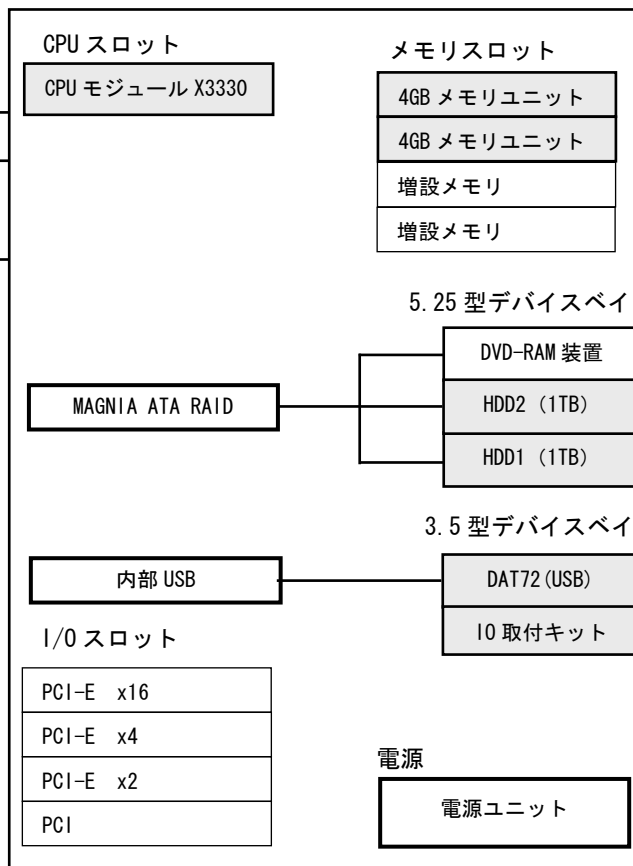 CPU スロット
CPU モジュール X3330
メモリスロット
4GB メモリユニット
4GB メモリユニット
増設メモリ
増設メモリ
5.25 型デバイスベイ
DVD-RAM 装置
MAGNIA ATA RAID
HDD2 (1TB)
HDD1 (1TB)
3.5 型デバイスベイ
内部 USB
DAT72(USB)
IO 取付キット
I/O スロット
PCI-E x16
PCI-E x4
PCI-E x2
PCI
電源
電源ユニット